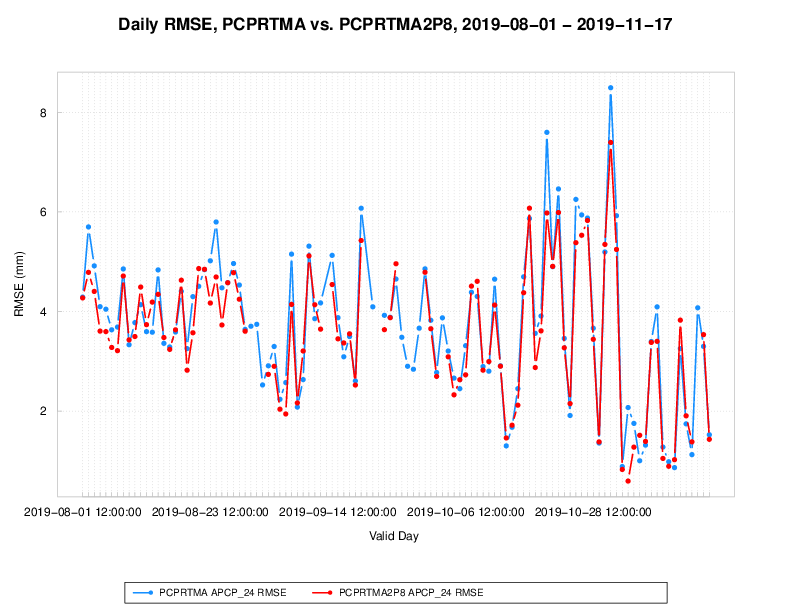 Daily RMSE, PCPRTMA vs. PCPRTMA2P8, 2019−08−01 − 2019−11−17
8
6
4
2
RMSE (mm)
2019−08−01 12:00:00 2019−08−23 12:00:00 2019−09−14 12:00:00 2019−10−06 12:00:00 2019−10−28 12:00:00
Valid Day
PCPRTMA APCP_24 RMSE PCPRTMA2P8 APCP_24 RMSE